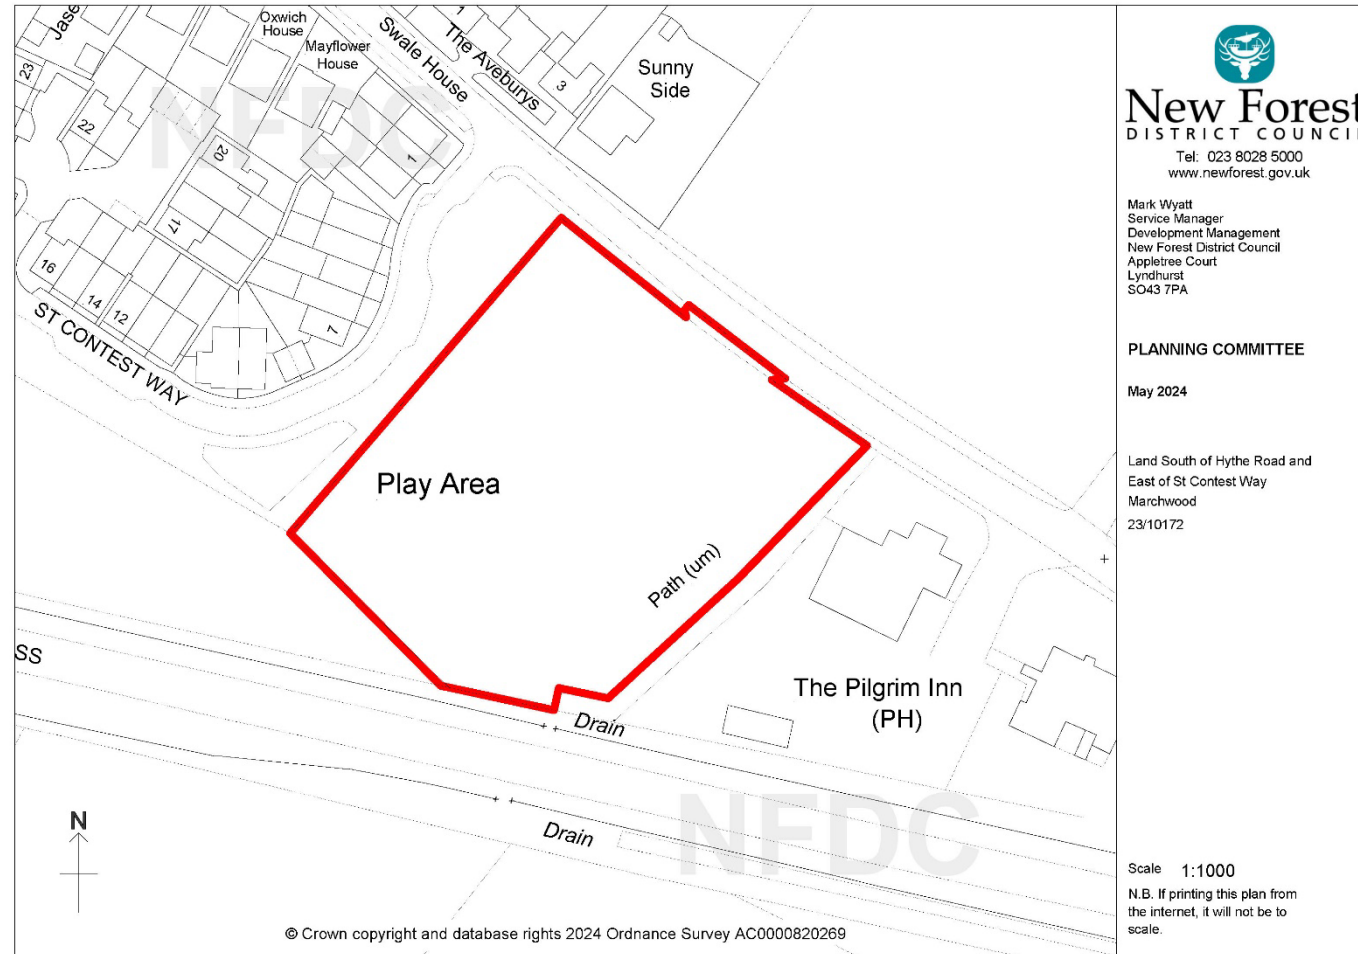 Jase
Oxwich
House
Mayflower
House
Swale House
The Aveburys
1
3
Sunny
Side
23
22
20
17
1
16
14
12
7
ST CONTEST WAY
NFDC
Play Area
Path (um)
SS
Drain
The Pilgrim Inn
(PH)
Drain
NFDC
N
© Crown copyright and database rights 2024 Ordnance Survey AC0000820269
New Forest
DISTRICT COUNCIL
Tel: 023 8028 5000
www.newforest.gov.uk
Mark Wyatt
Service Manager
Development Management
New Forest District Council
Appletree Court
Lyndhurst
SO43 7PA
PLANNING COMMITTEE
May 2024
Land South of Hythe Road and
East of St Contest Way
Marchwood
23/10172
Scale 1:1000
N.B. If printing this plan from
the internet, it will not be to
scale.